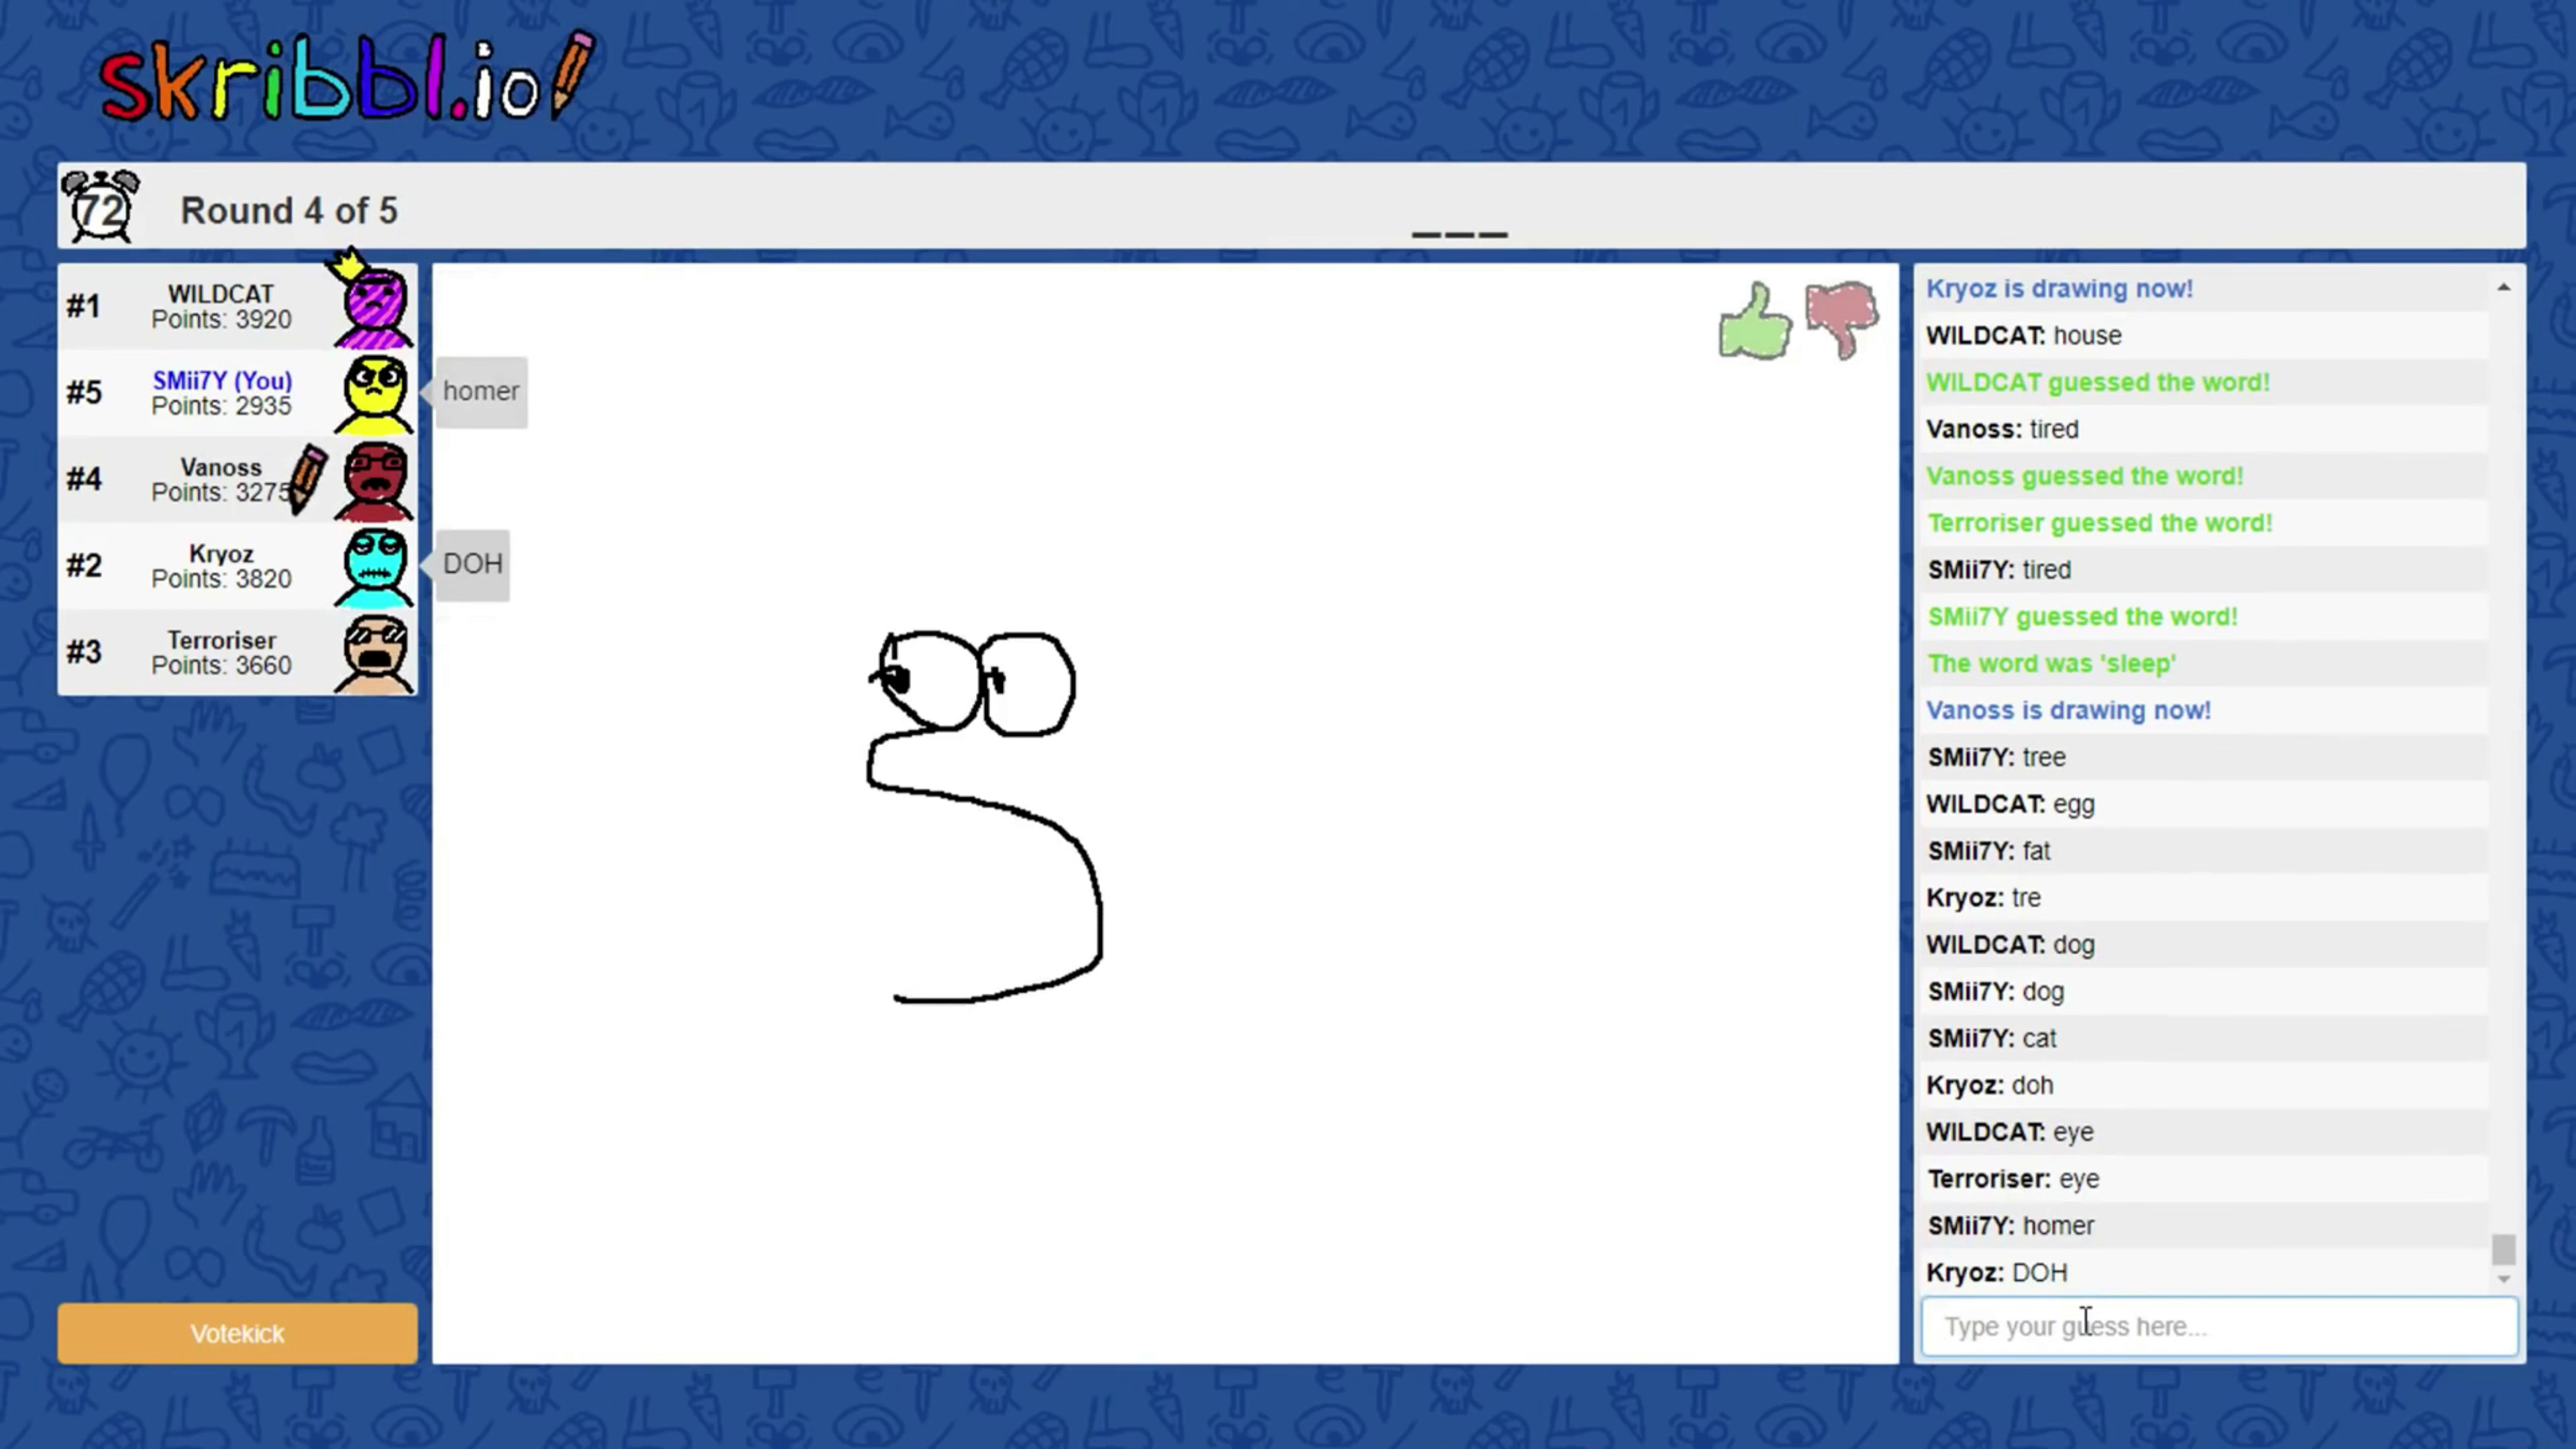 skribbl.io
72
Round 4 of 5
___
#1
WILDCAT
Points: 3920
#5
SMii7Y (You)
Points: 2935
homer
#4
Vanoss
Points: 3275
#2
Kryoz
Points: 3820
DOH
#3
Terroriser
Points: 3660
Votekick
Kryoz is drawing now!
WILDCAT: house
WILDCAT guessed the word!
Vanoss: tired
Vanoss guessed the word!
Terroriser guessed the word!
SMii7Y: tired
SMii7Y guessed the word!
The word was 'sleep'
Vanoss is drawing now!
SMii7Y: tree
WILDCAT: egg
SMii7Y: fat
Kryoz: tre
WILDCAT: dog
SMii7Y: dog
SMii7Y: cat
Kryoz: doh
WILDCAT: eye
Terroriser: eye
SMii7Y: homer
Kryoz: DOH
Type your guess here...